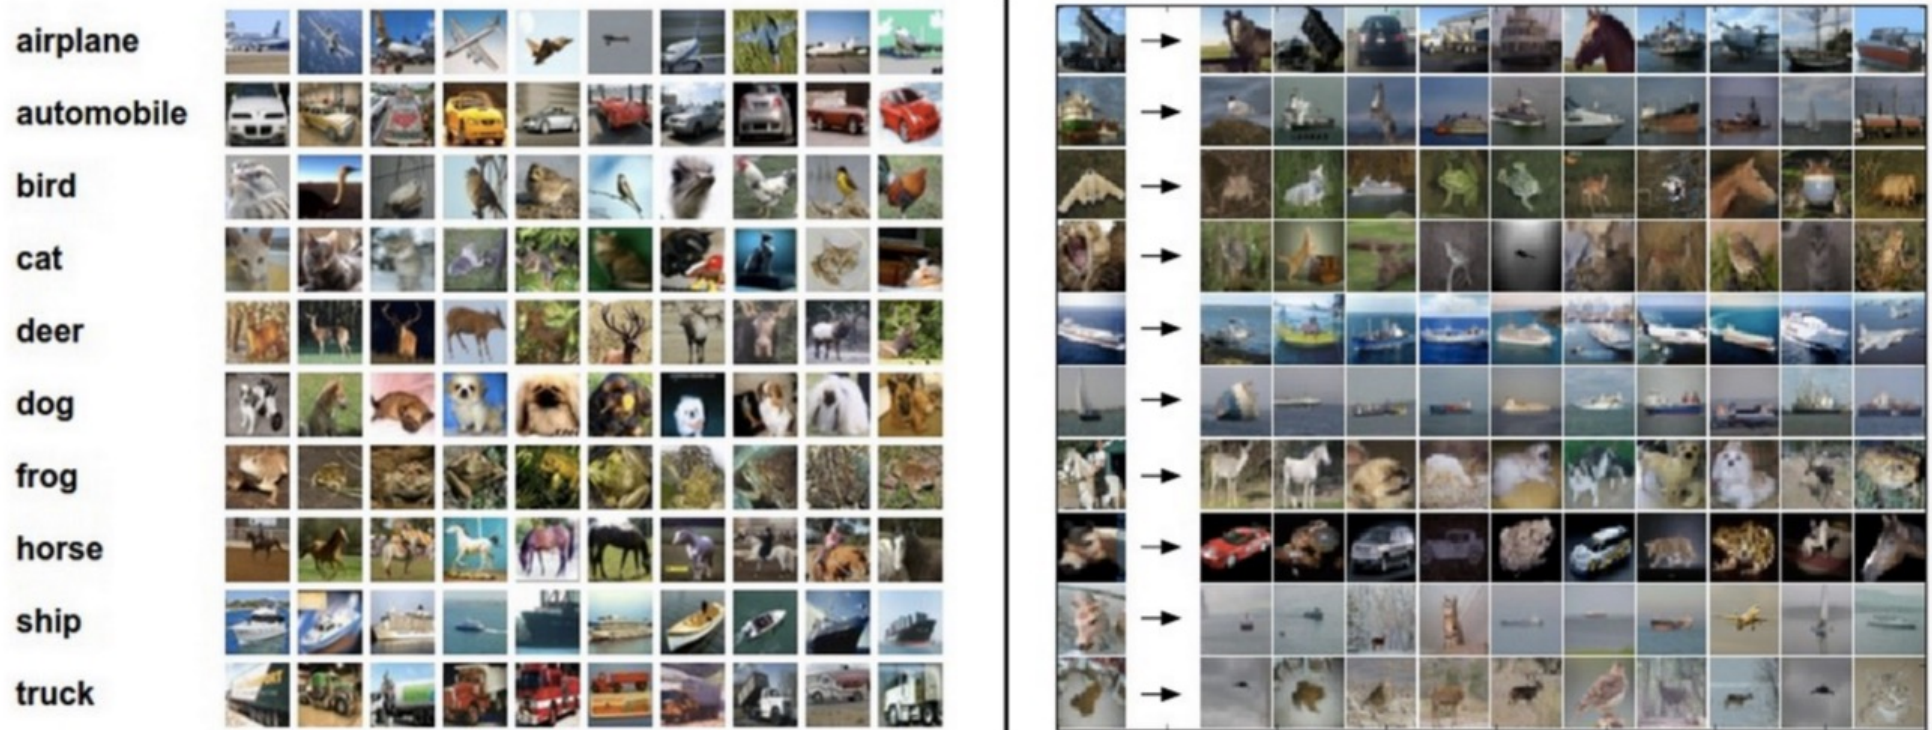 airplane
automobile
bird
cat
deer
dog
frog
horse
ship
truck